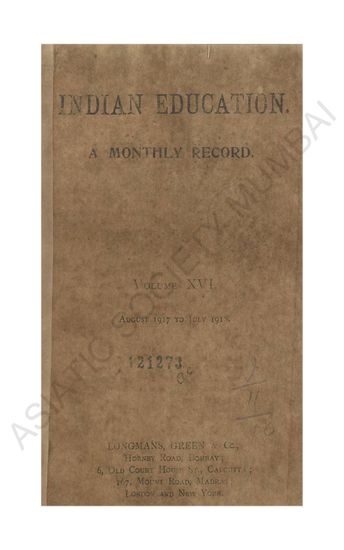 INDIAN EDUCATION.
A MONTHLY RECORD.
VOLUME XVI.
AUGUST 1917 TO JULY 1918.
121273
LONGMANS, GREEN & Co.,
HORNBY ROAD, BOMBAY;
6, OLD COURT HOUSE ST., CALCUTTA;
167, MOUNT ROAD, MADRAS;
LONDON AND NEW YORK.
ASIATIC SOCIETY MUMBAI